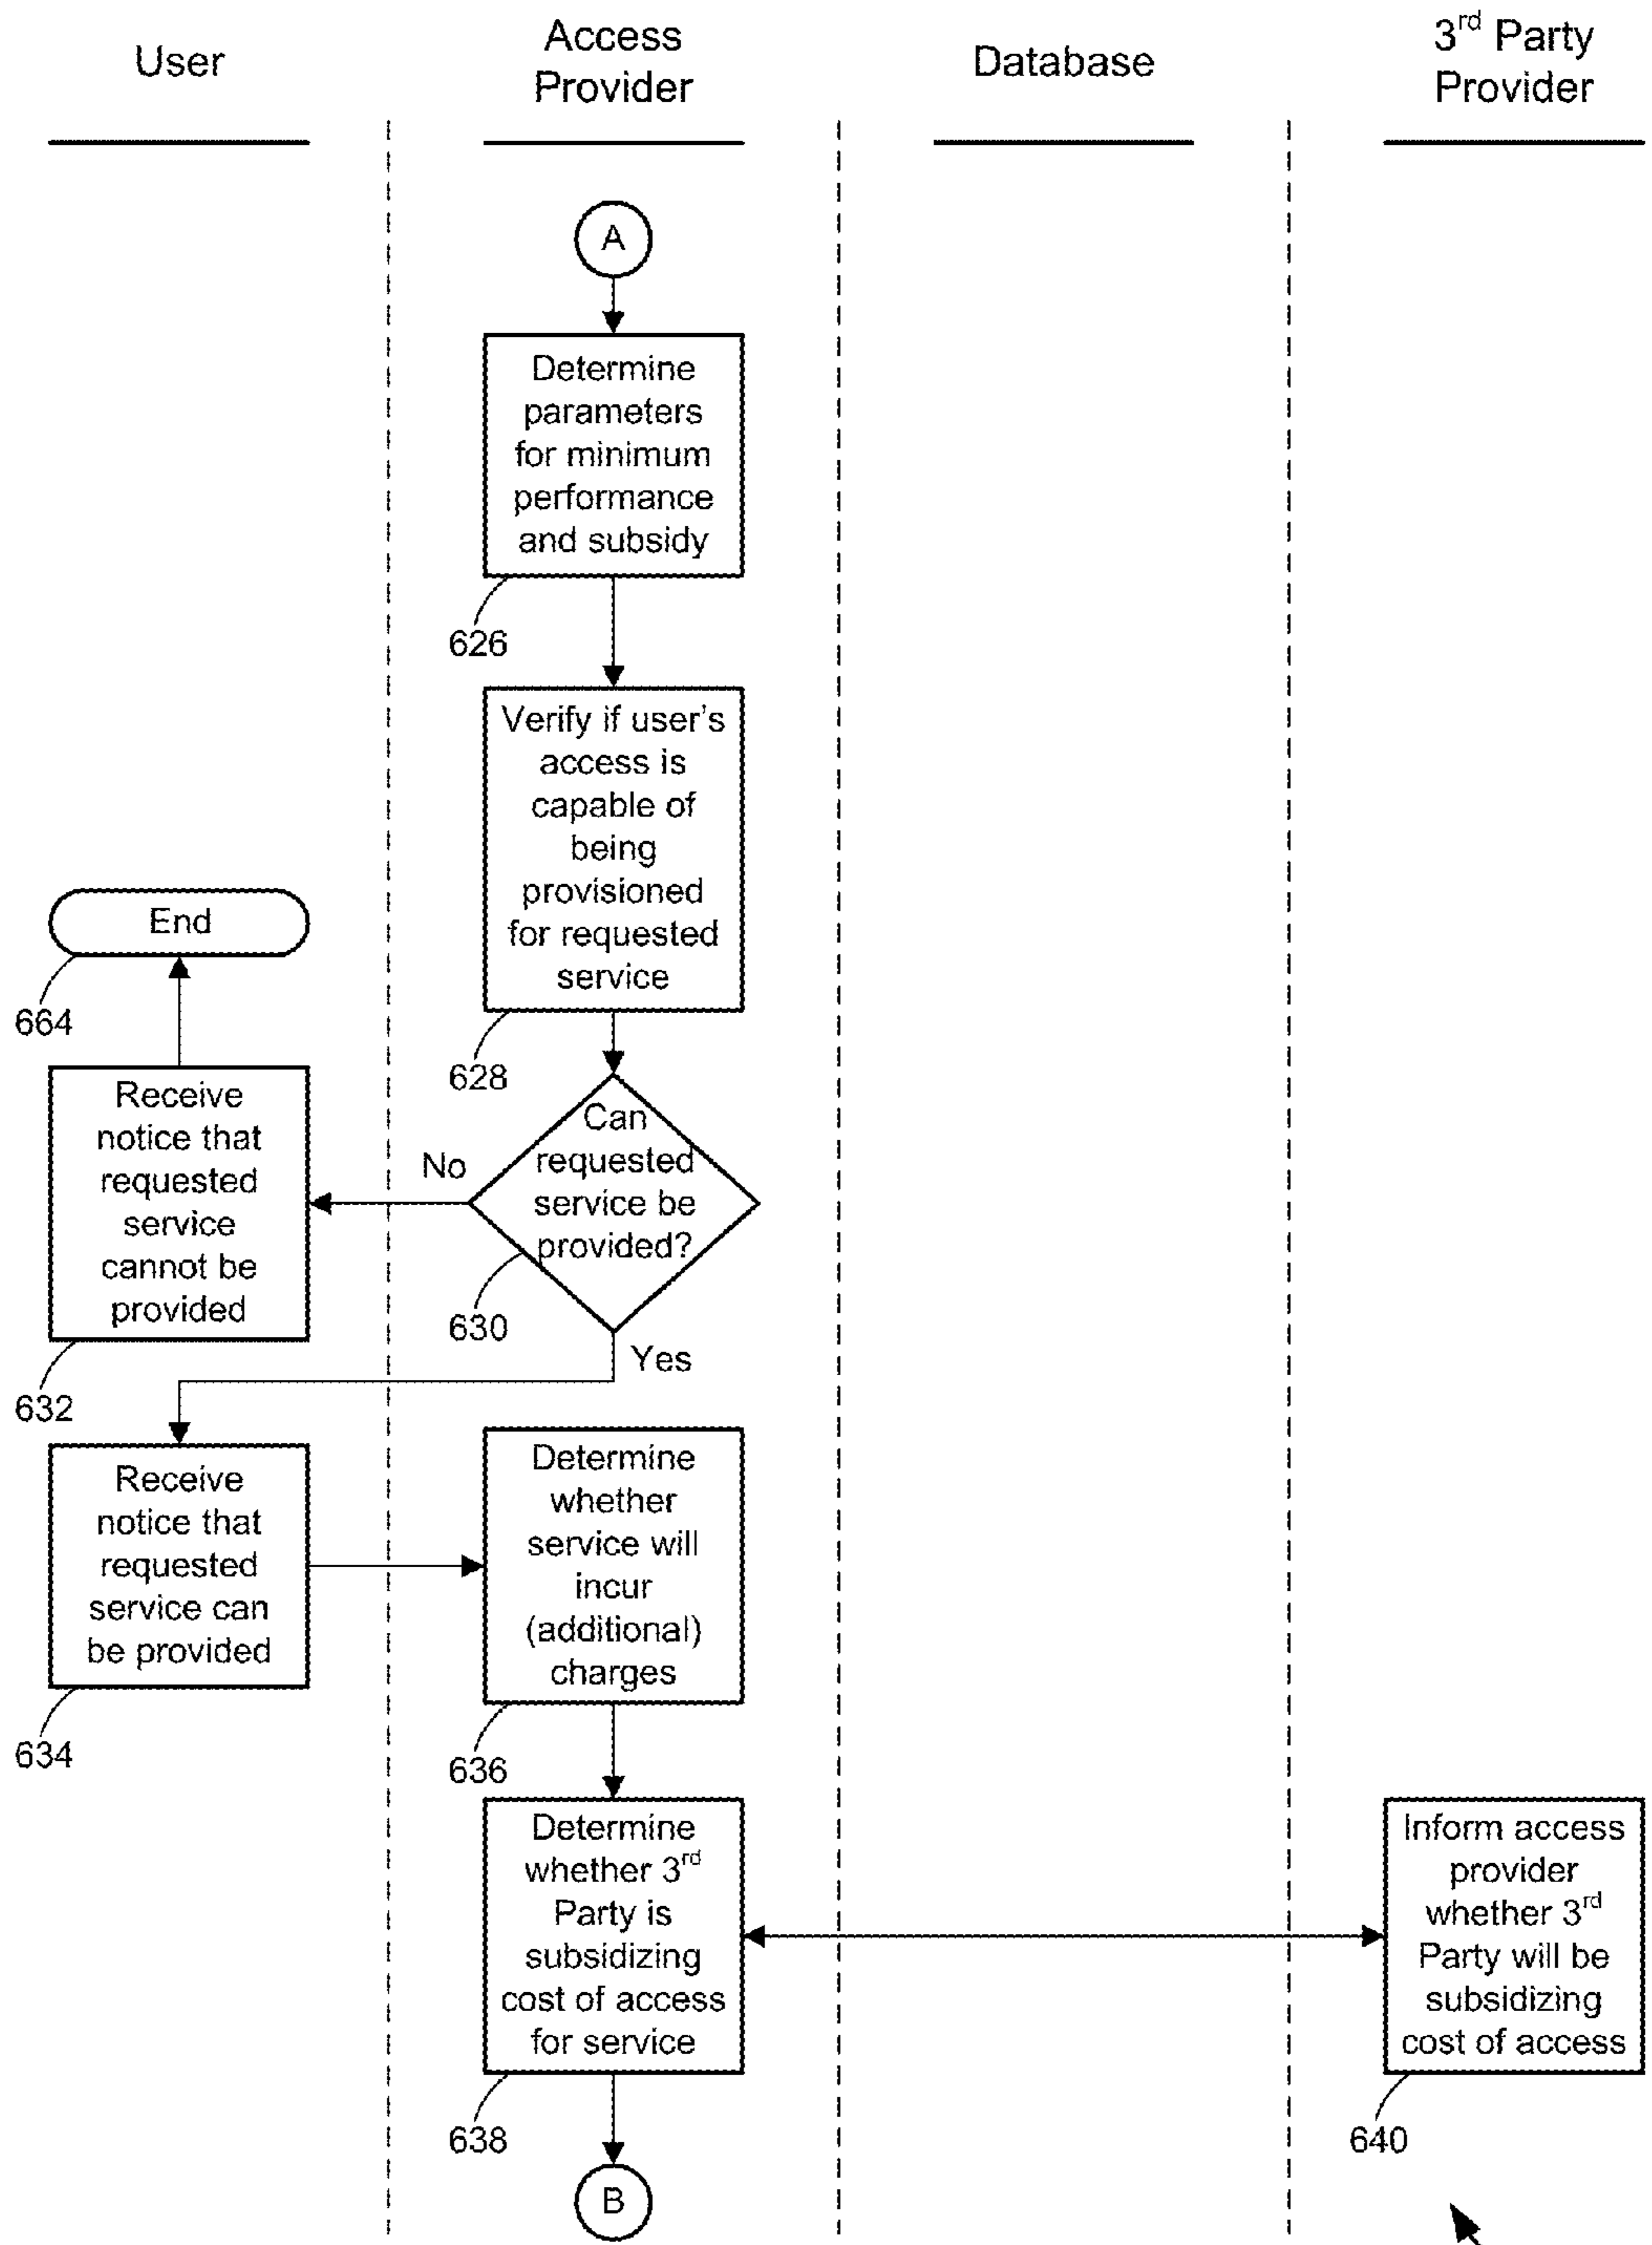 User
Access
Provider
Database
3rd Party
Provider
A
Determine
parameters
for minimum
performance
and subsidy
626
Verify if user's
access is
capable of
being
provisioned
for requested
service
628
End
664
Can
requested
service be
provided?
630
No
Receive
notice that
requested
service
cannot be
provided
632
Yes
Receive
notice that
requested
service can
be provided
634
Determine
whether
service will
incur
(additional)
charges
636
Determine
whether 3rd
Party is
subsidizing
cost of access
for service
638
Inform access
provider
whether 3rd
Party will be
subsidizing
cost of access
640
B